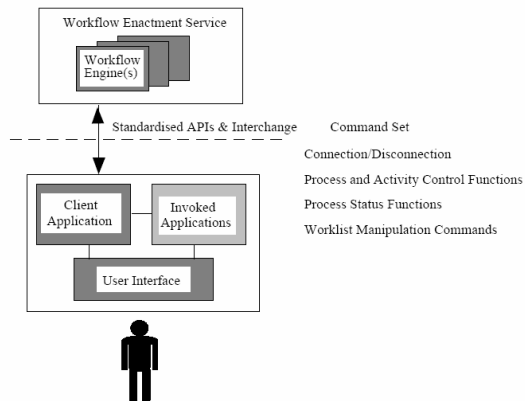 Workflow Enactment Service
Workflow
Engine(s)
Standardised APIs & Interchange
Command Set
Connection/Disconnection
Process and Activity Control Functions
Process Status Functions
Worklist Manipulation Commands
Client
Application
Invoked
Applications
User Interface